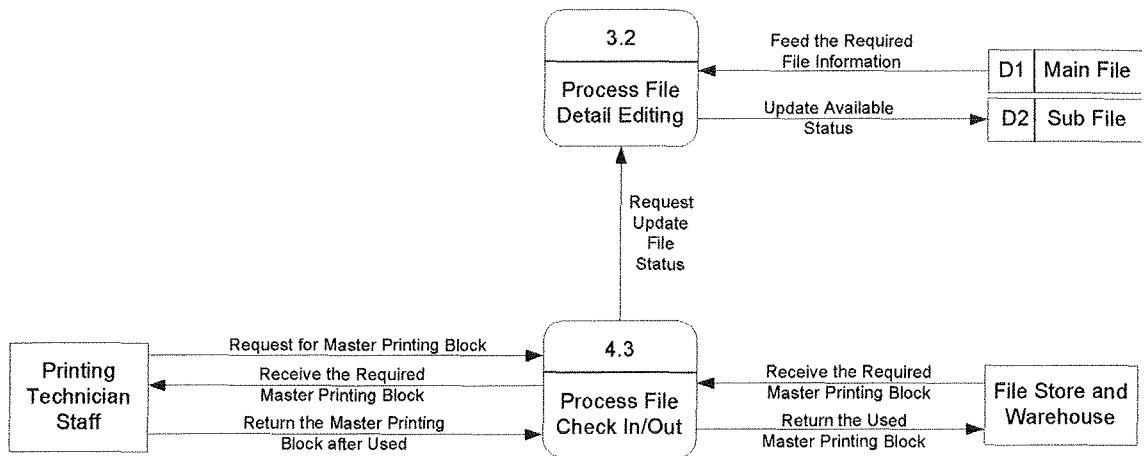 3.2
Process File
Detail Editing
Feed the Required
File Information
D1 Main File
Update Available
Status
D2 Sub File
Request
Update
File
Status
Printing
Technician
Staff
Request for Master Printing Block
Receive the Required
Master Printing Block
Return the Master Printing
Block after Used
4.3
Process File
Check In/Out
Receive the Required
Master Printing Block
Return the Used
Master Printing Block
File Store and
Warehouse